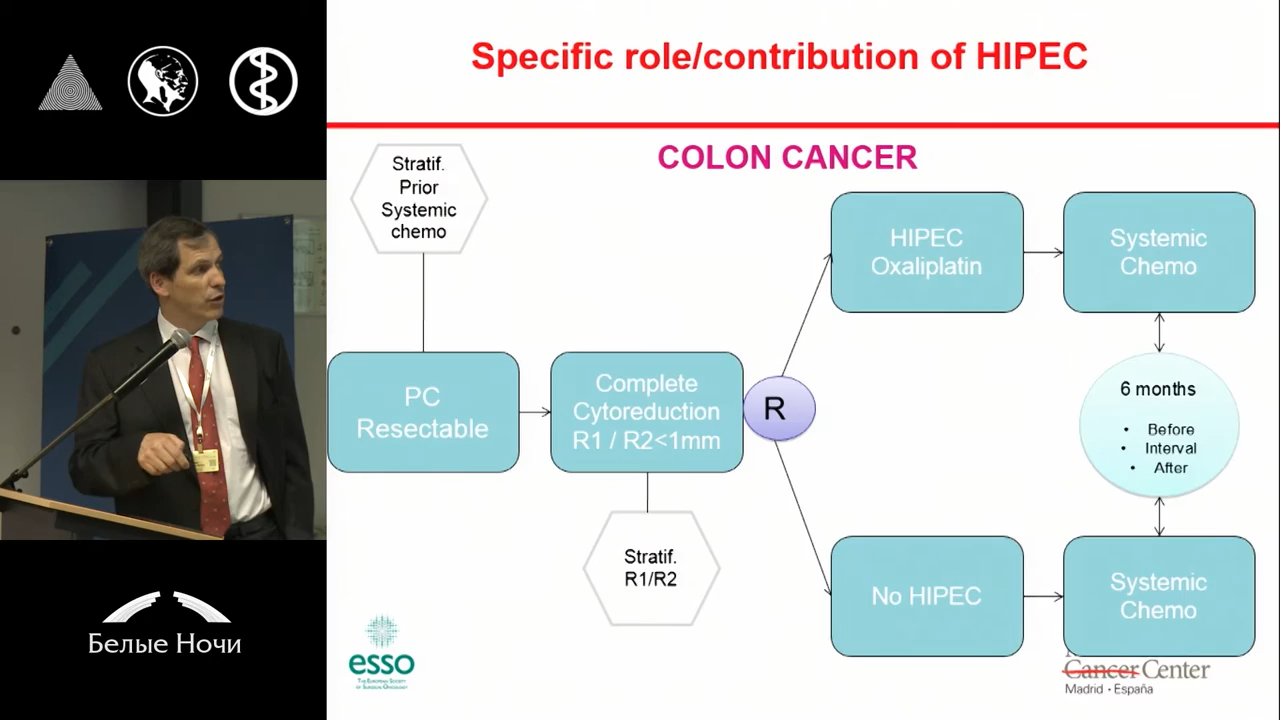 Specific role/contribution of HIPEC
COLON CANCER
Stratif.
Prior
Systemic
chemo
PC
Resectable
Complete
Cytoreduction
R1 / R2<1mm
Stratif.
R1/R2
R
HIPEC
Oxaliplatin
Systemic
Chemo
6 months
• Before
• Interval
• After
No HIPEC
Systemic
Chemo
Белые Ночи
esso
THE EUROPEAN SOCIETY
OF SURGICAL ONCOLOGY
Cancer Center
Madrid • España